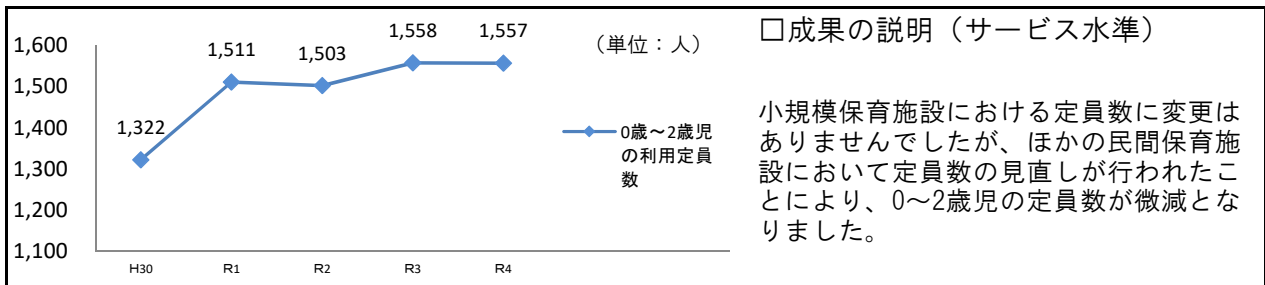 1,600
1,500
1,400
1,300
1,200
1,100
1,322
1,511
1,503
1,558
1,557
H30
R1
R2
R3
R4
（単位：人）
0歳～2歳児
の利用定員
数
□成果の説明（サービス水準）
小規模保育施設における定員数に変更は
ありませんでしたが、ほかの民間保育施
設において定員数の見直しが行われたこ
とにより、0～2歳児の定員数が微減とな
りました。